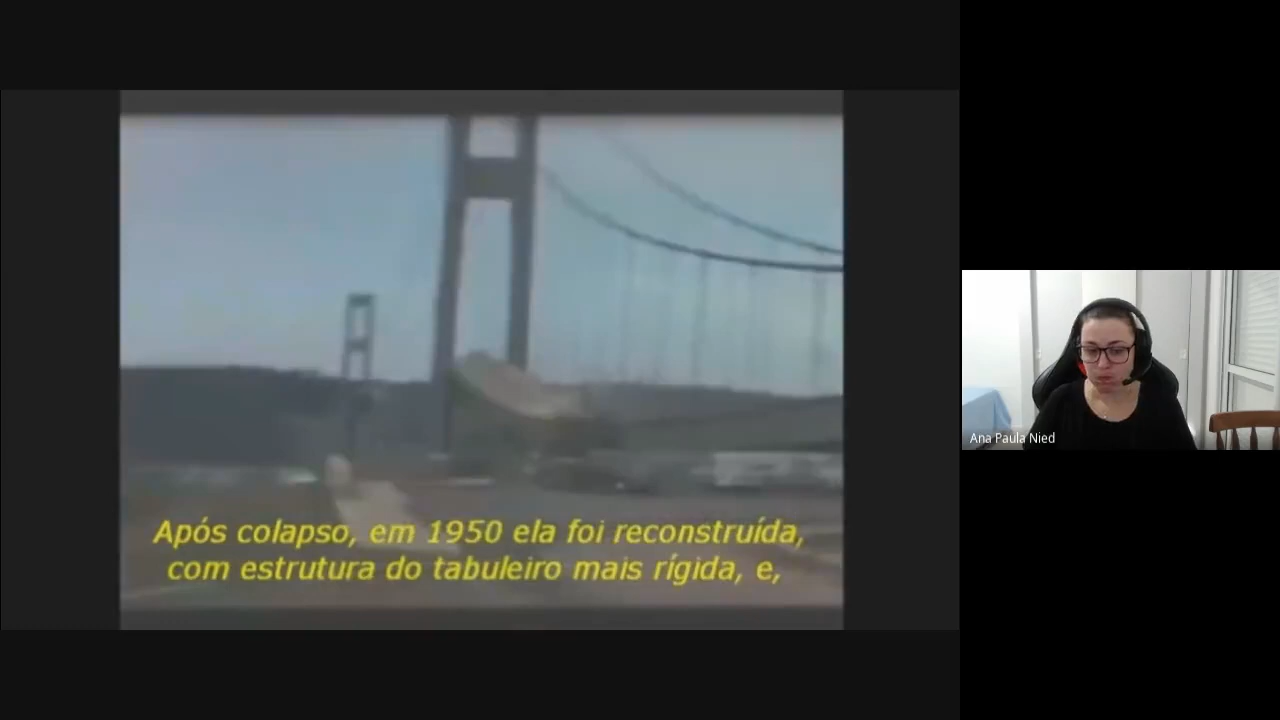 Após colapso, em 1950 ela foi reconstruída,
com estrutura do tabuleiro mais rígida, e,
Ana Paula Nied